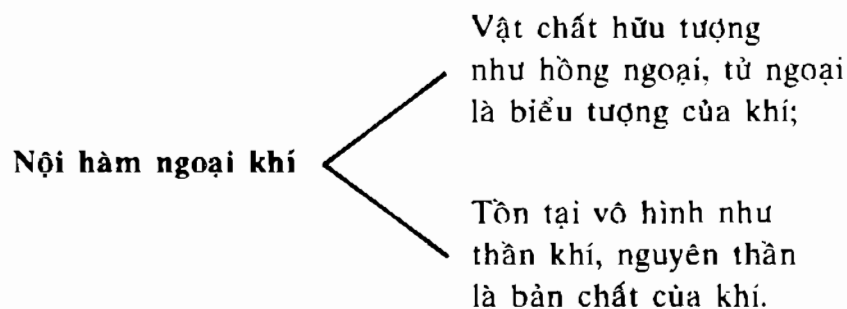 Vật chất hữu tượng
như hồng ngoại, tử ngoại
là biểu tượng của khí;
Nội hàm ngoại khí
Tồn tại vô hình như
thần khí, nguyên thần
là bản chất của khí.